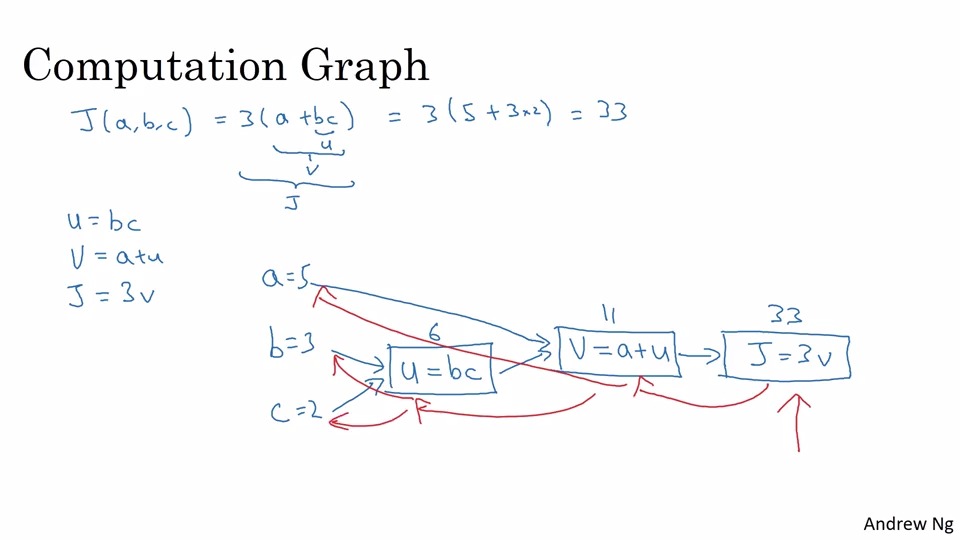 Computation Graph
J(a,b,c) = 3(a+bc) = 3(5+3×2) = 33
u
v
J
u = bc
V = a+u
J = 3v
a=5
11
33
b=3
6
V = a+u
J = 3v
u = bc
c=2
Andrew Ng